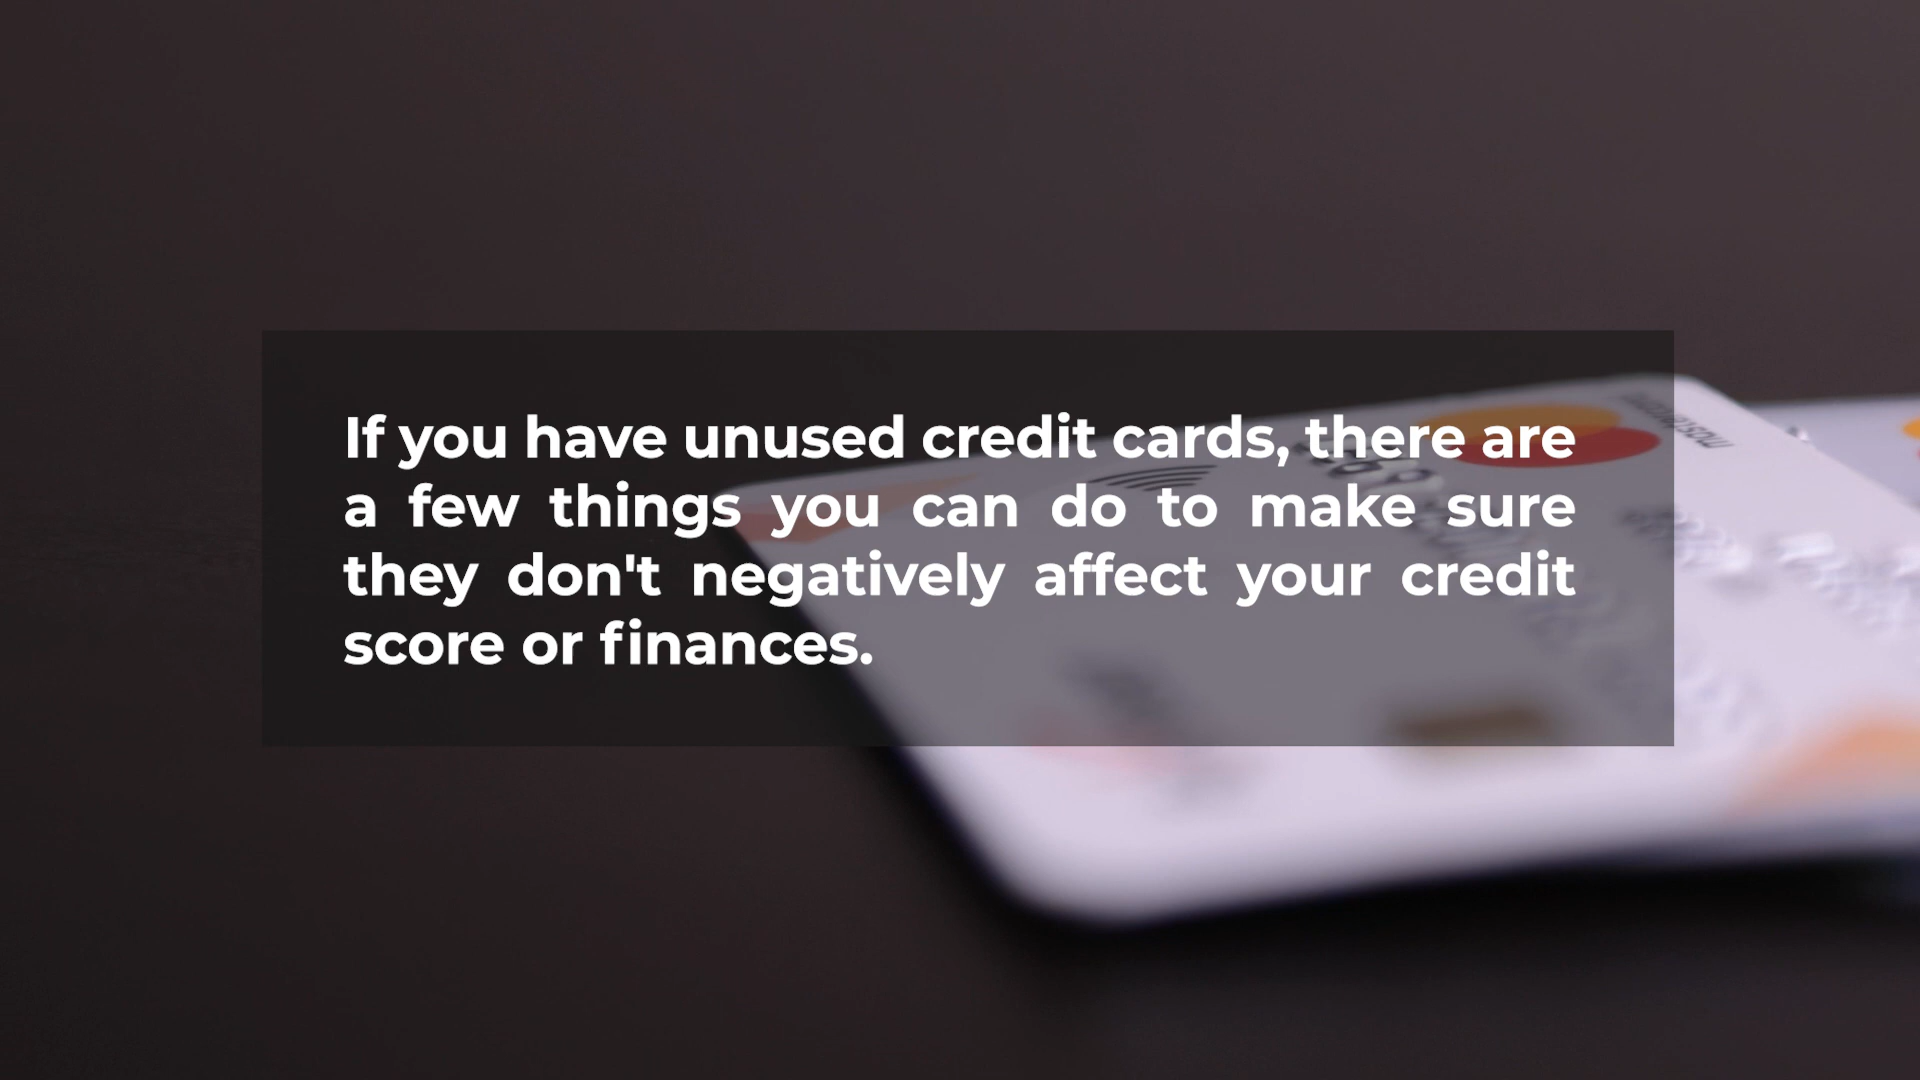 If you have unused credit cards, there are
a few things you can do to make sure
they don't negatively affect your credit
score or finances.
mastercard